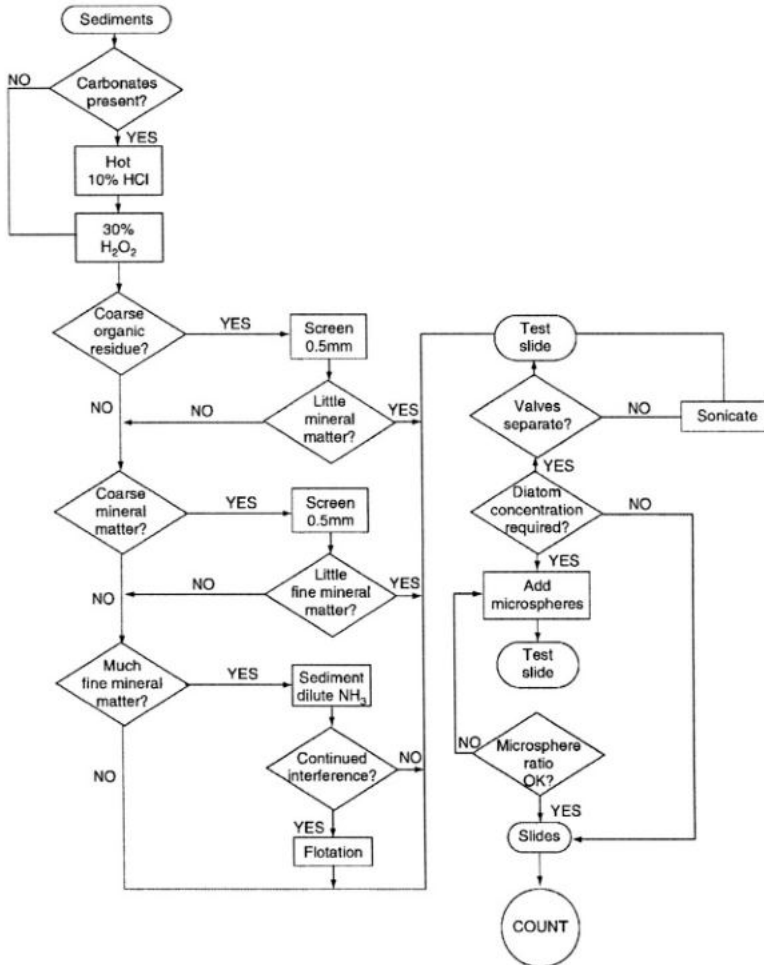 Sediments
NO
Carbonates
present?
YES
Hot
10% HCl
30%
H₂O₂
Coarse
organic
residue?
YES
Screen
0.5mm
NO
NO
Little
mineral
matter?
YES
Coarse
mineral
matter?
YES
Screen
0.5mm
NO
NO
Little
fine mineral
matter?
YES
Much
fine mineral
matter?
YES
Sediment
dilute NH₃
NO
Continued
interference?
NO
YES
Flotation
Test
slide
Valves
separate?
NO
Sonicate
YES
Diatom
concentration
required?
NO
YES
Add
microspheres
Test
slide
NO
Microsphere
ratio
OK?
YES
Slides
COUNT